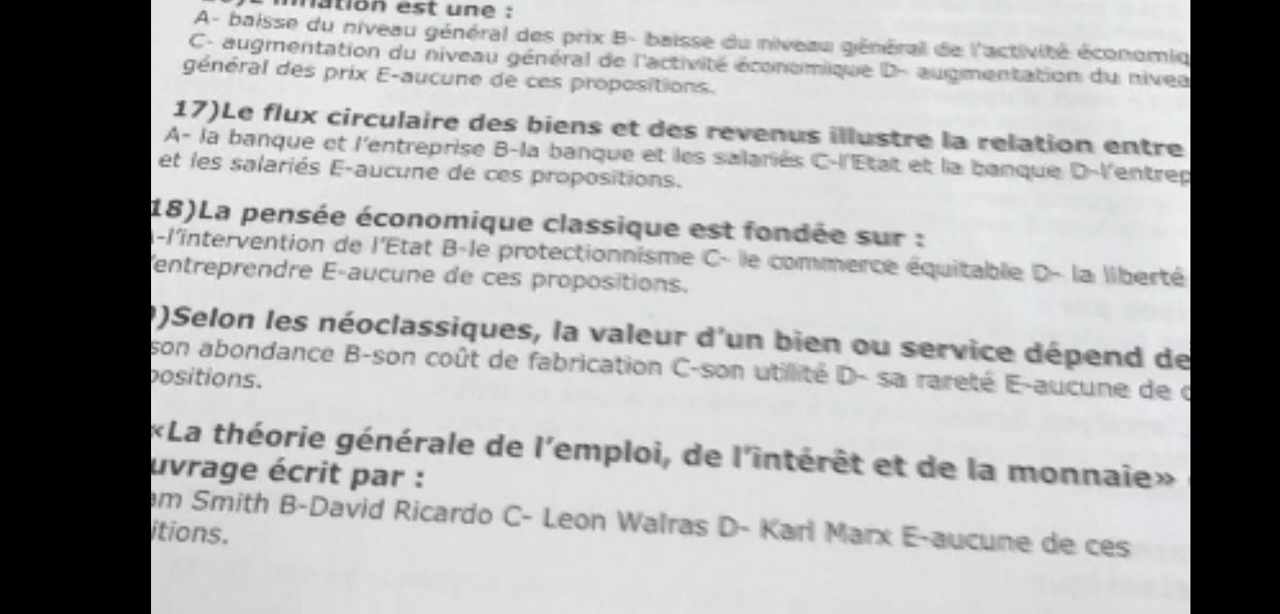 inflation est une :
A- baisse du niveau général des prix B- baisse du niveau général de l'activité économiq
C- augmentation du niveau général de l'activité économique D- augmentation du nivea
général des prix E-aucune de ces propositions.
17)Le flux circulaire des biens et des revenus illustre la relation entre
A- la banque et l'entreprise B-la banque et les salariés C-l'Etat et la banque D-l'entrep
et les salariés E-aucune de ces propositions.
18)La pensée économique classique est fondée sur :
-l'intervention de l'Etat B-le protectionnisme C- le commerce équitable D- la liberté
'entreprendre E-aucune de ces propositions.
)Selon les néoclassiques, la valeur d'un bien ou service dépend de
son abondance B-son coût de fabrication C-son utilité D- sa rareté E-aucune de c
positions.
«La théorie générale de l'emploi, de l'intérêt et de la monnaie»
uvrage écrit par :
am Smith B-David Ricardo C- Leon Walras D- Karl Marx E-aucune de ces
itions.